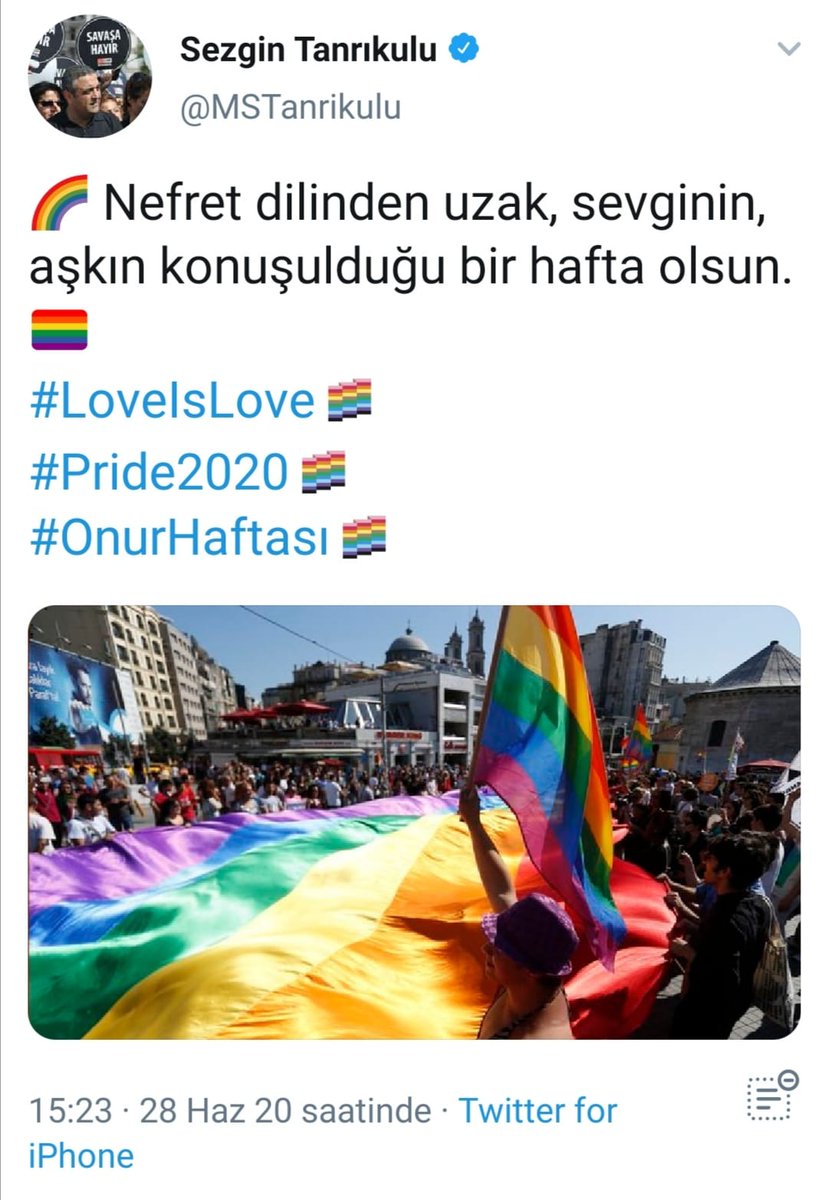 SAVAŞA
HAYIR
Sezgin Tanrıkulu
@MSTanrikulu
🌈 Nefret dilinden uzak, sevginin,
aşkın konuşulduğu bir hafta olsun.
🏳️‍🌈
#LoveIsLove
#Pride2020
#OnurHaftası
15:23 · 28 Haz 20 saatinde · Twitter for
iPhone